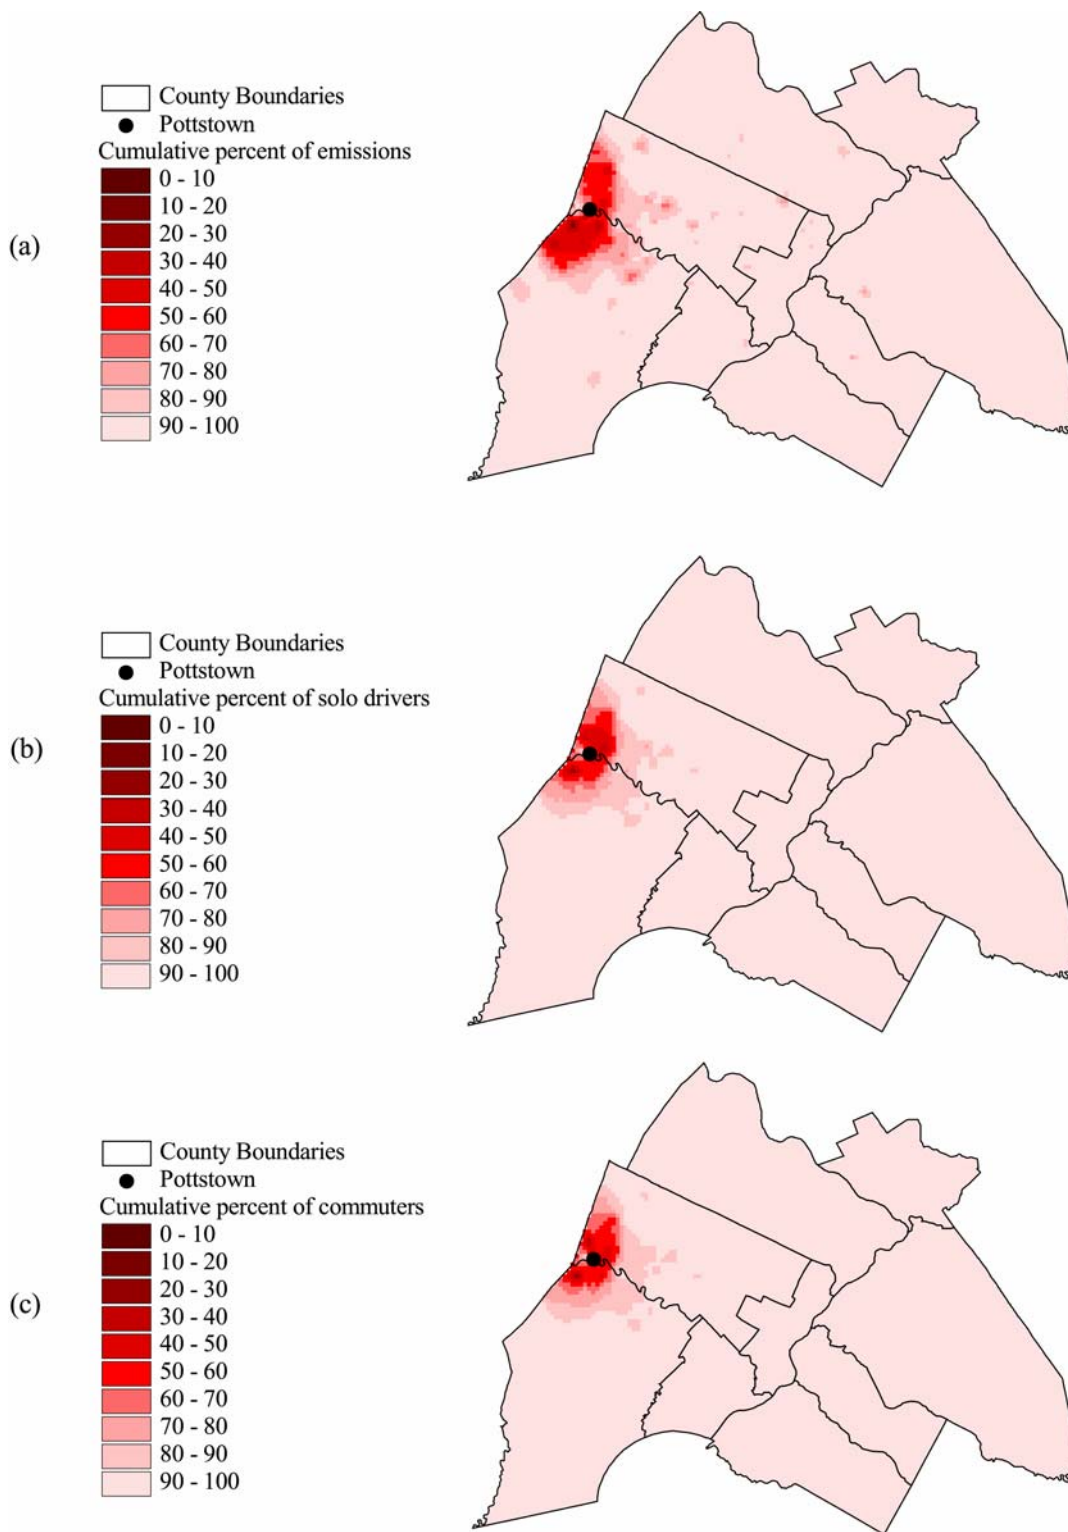 (a)
County Boundaries
Pottstown
Cumulative percent of emissions
0 - 10
10 - 20
20 - 30
30 - 40
40 - 50
50 - 60
60 - 70
70 - 80
80 - 90
90 - 100
(b)
County Boundaries
Pottstown
Cumulative percent of solo drivers
0 - 10
10 - 20
20 - 30
30 - 40
40 - 50
50 - 60
60 - 70
70 - 80
80 - 90
90 - 100
(c)
County Boundaries
Pottstown
Cumulative percent of commuters
0 - 10
10 - 20
20 - 30
30 - 40
40 - 50
50 - 60
60 - 70
70 - 80
80 - 90
90 - 100